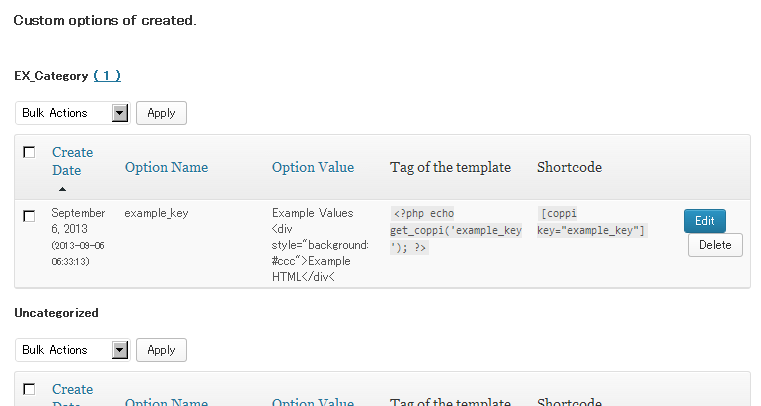 Custom options of created.
EX_Category ( 1 )
Bulk Actions Apply
Create Date Option Name Option Value Tag of the template Shortcode
September 6, 2013 (2013-09-06 06:33:13)
example_key
Example Values
<div
style="background:
#ccc">Example
HTML</div<
<?php echo
get_coppi('example_key
'); ?>
[coppi
key="example_key"]
Edit
Delete
Uncategorized
Bulk Actions Apply
Create Date Option Name Option Value Tag of the template Shortcode